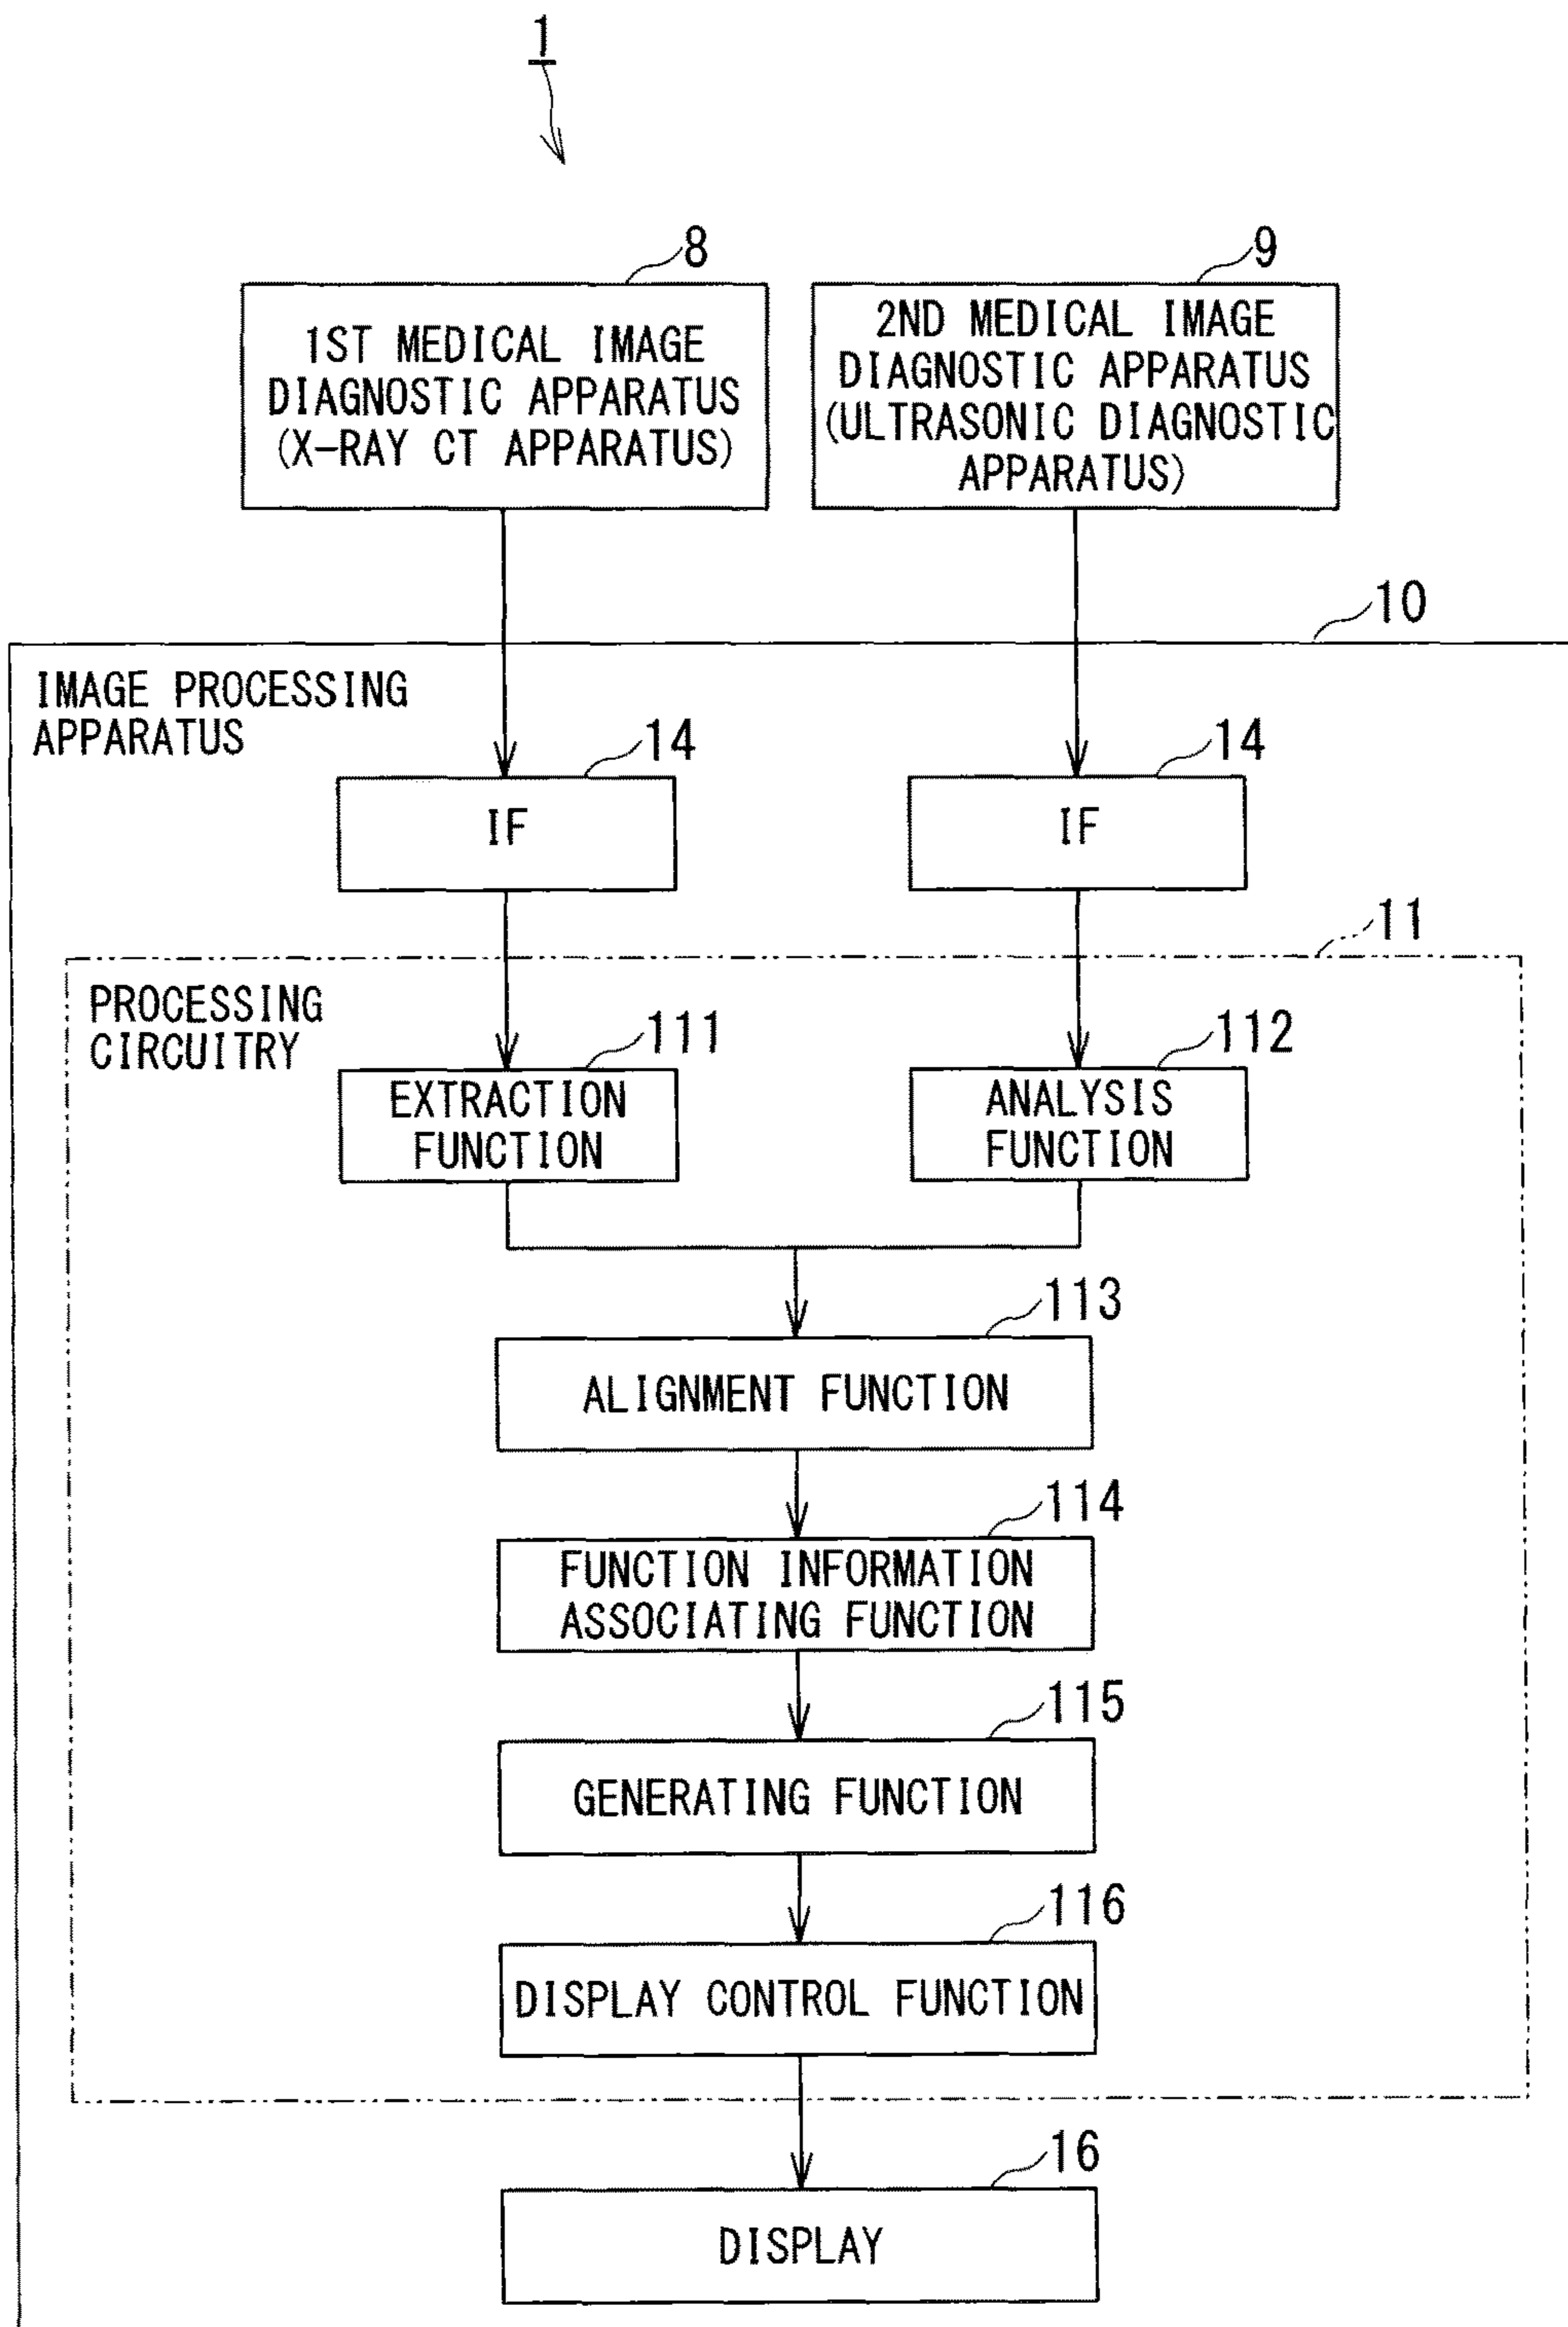 1
8
9
1ST MEDICAL IMAGE
DIAGNOSTIC APPARATUS
(X-RAY CT APPARATUS)
2ND MEDICAL IMAGE
DIAGNOSTIC APPARATUS
(ULTRASONIC DIAGNOSTIC
APPARATUS)
10
IMAGE PROCESSING
APPARATUS
14
14
IF
IF
11
PROCESSING
CIRCUITRY
111
112
EXTRACTION
FUNCTION
ANALYSIS
FUNCTION
113
ALIGNMENT FUNCTION
114
FUNCTION INFORMATION
ASSOCIATING FUNCTION
115
GENERATING FUNCTION
116
DISPLAY CONTROL FUNCTION
16
DISPLAY